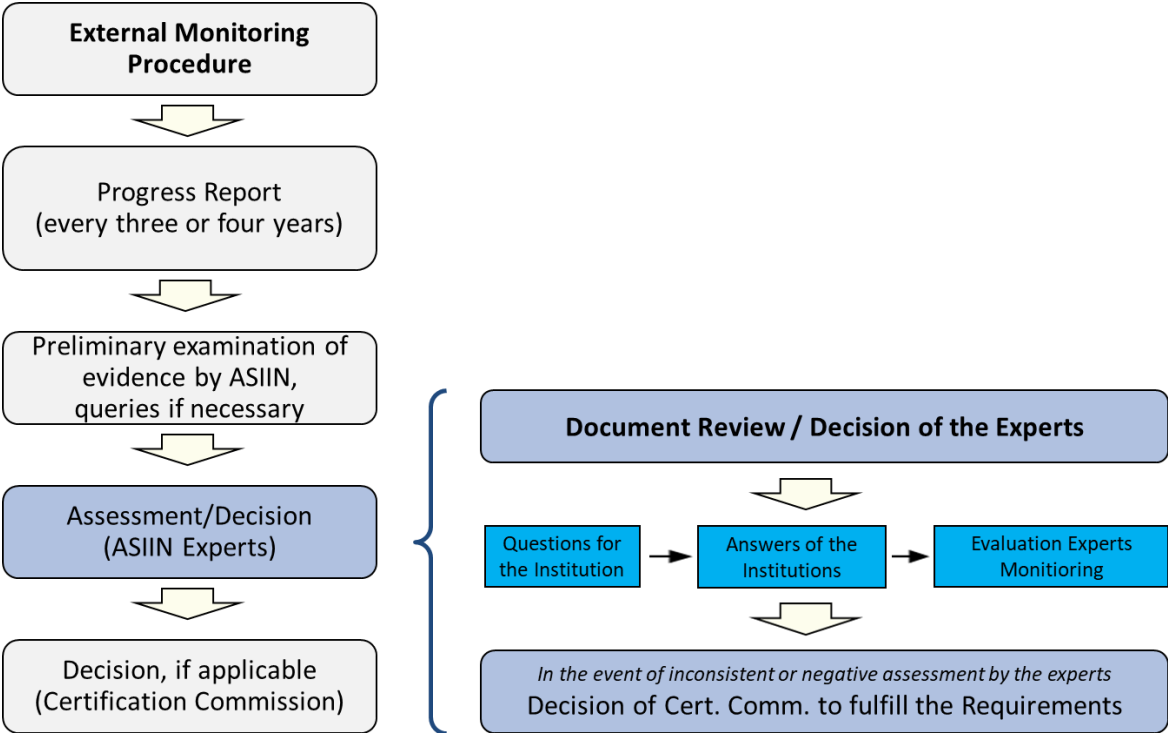 External Monitoring
Procedure
Progress Report
(every three or four years)
Preliminary examination of
evidence by ASIIN,
queries if necessary
Assessment/Decision
(ASIIN Experts)
Decision, if applicable
(Certification Commission)
Document Review / Decision of the Experts
Questions for
the Institution
Answers of the
Institutions
Evaluation Experts
Monitioring
In the event of inconsistent or negative assessment by the experts
Decision of Cert. Comm. to fulfill the Requirements